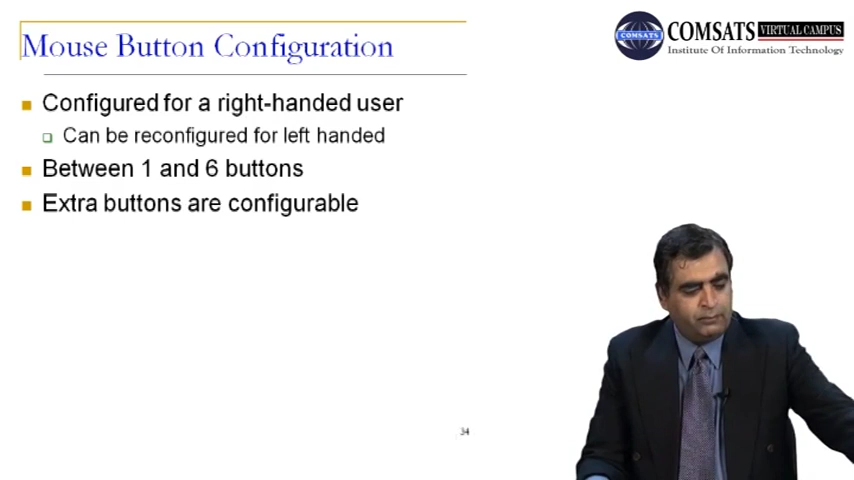 Mouse Button Configuration
COMSATS VIRTUAL CAMPUS
Institute Of Information Technology
COMSATS
Configured for a right-handed user
Can be reconfigured for left handed
Between 1 and 6 buttons
Extra buttons are configurable
34